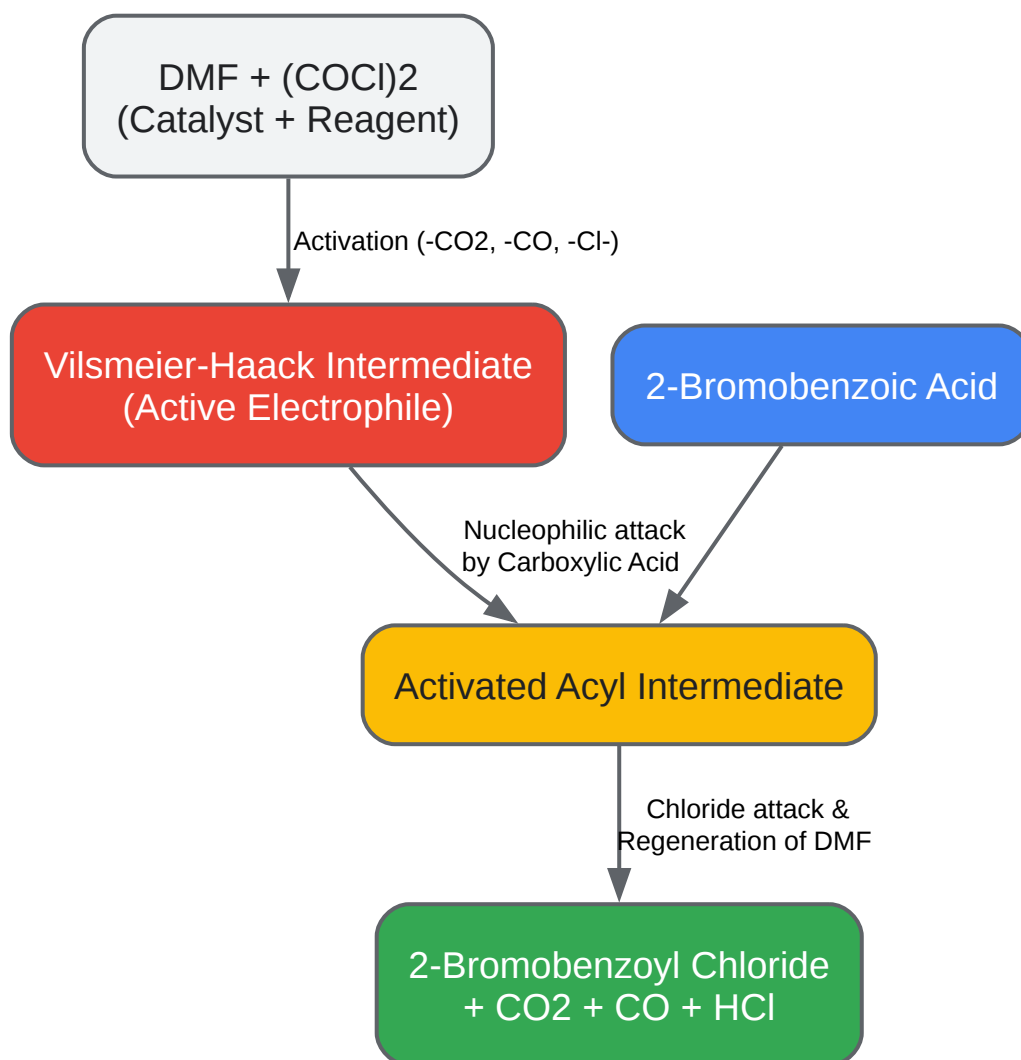 DMF + (COCl)2
(Catalyst + Reagent)
Activation (-CO2, -CO, -Cl-)
Vilsmeier-Haack Intermediate
(Active Electrophile)
2-Bromobenzoic Acid
Nucleophilic attack
by Carboxylic Acid
Activated Acyl Intermediate
Chloride attack &
Regeneration of DMF
2-Bromobenzoyl Chloride
+ CO2 + CO + HCl